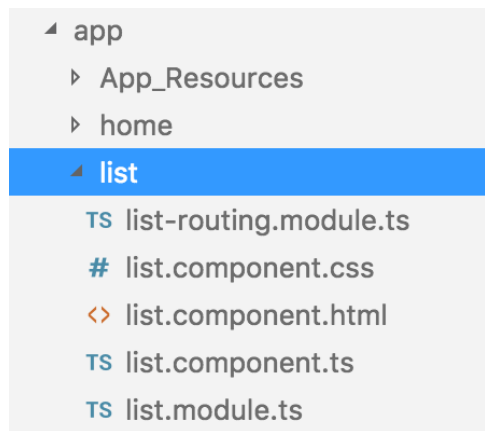 app
App_Resources
home
list
TS list-routing.module.ts
# list.component.css
<> list.component.html
TS list.component.ts
TS list.module.ts